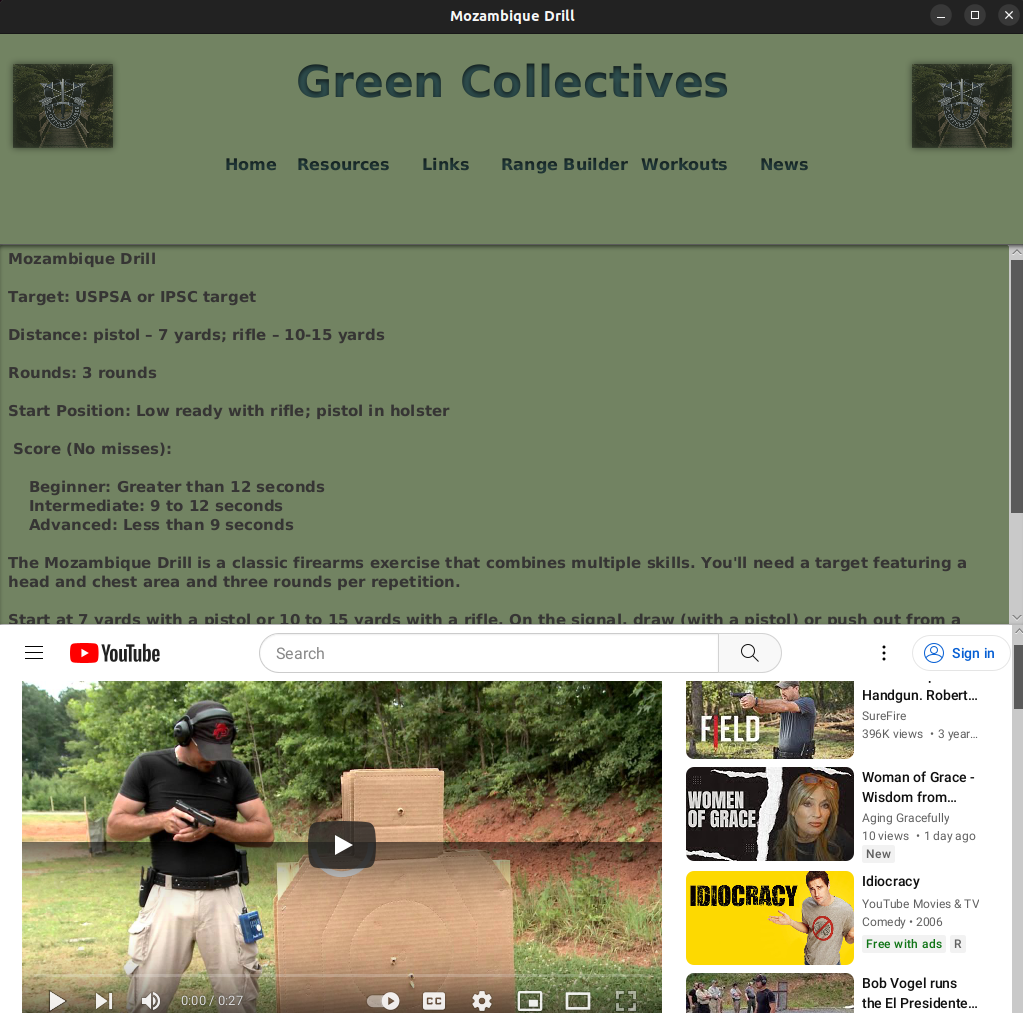 Mozambique Drill
Green Collectives
Home Resources Links Range Builder Workouts News
Mozambique Drill
Target: USPSA or IPSC target
Distance: pistol – 7 yards; rifle – 10-15 yards
Rounds: 3 rounds
Start Position: Low ready with rifle; pistol in holster
Score (No misses):
Beginner: Greater than 12 seconds
Intermediate: 9 to 12 seconds
Advanced: Less than 9 seconds
The Mozambique Drill is a classic firearms exercise that combines multiple skills. You'll need a target featuring a
head and chest area and three rounds per repetition.
Start at 7 yards with a pistol or 10 to 15 yards with a rifle. On the signal, draw (with a pistol) or push out from a
YouTube
Search
Sign in
0:00 / 0:27
CC
FIELD
Handgun. Robert...
SureFire
396K views • 3 year...
WOMEN
OF GRACE
Woman of Grace -
Wisdom from...
Aging Gracefully
10 views • 1 day ago
New
IDIOCRACY
Idiocracy
YouTube Movies & TV
Comedy • 2006
Free with ads R
Bob Vogel runs
the El Presidente...